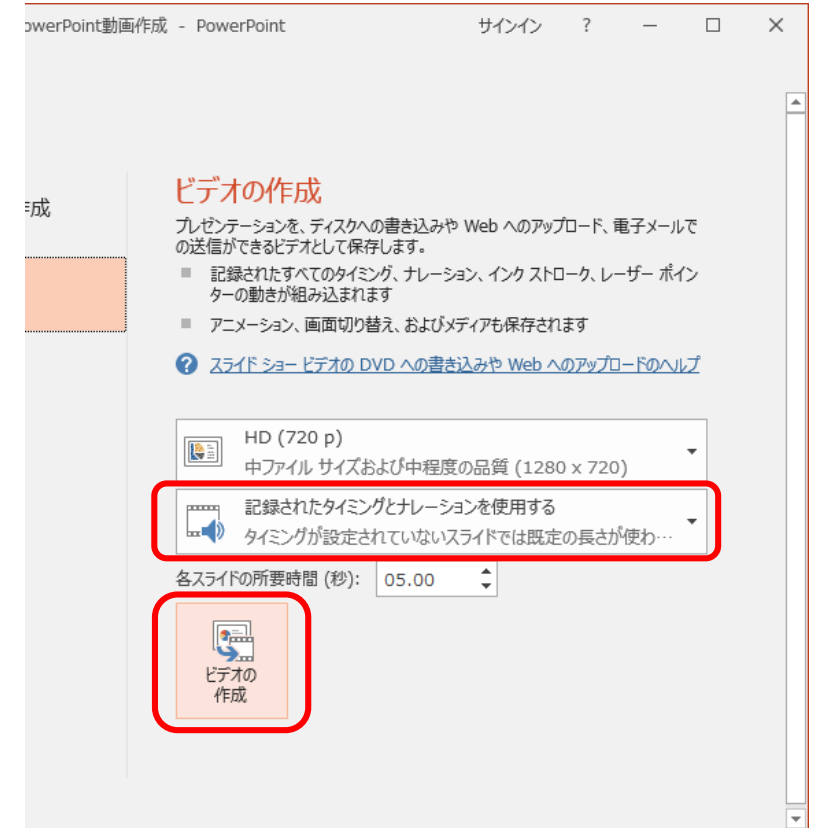 owerPoint動画作成 - PowerPoint サインイン ?
成
ビデオの作成
プレゼンテーションを、ディスクへの書き込みや Web へのアップロード、電子メールで
の送信ができるビデオとして保存します。
記録されたすべてのタイミング、ナレーション、インク ストローク、レーザー ポイン
ターの動きが組み込まれます
アニメーション、画面切り替え、およびメディアも保存されます
? スライド ショー ビデオの DVD への書き込みや Web へのアップロードのヘルプ
HD (720 p)
中ファイル サイズおよび中程度の品質 (1280 x 720)
記録されたタイミングとナレーションを使用する
タイミングが設定されていないスライドでは既定の長さが使わ…
各スライドの所要時間 (秒): 05.00
ビデオの
作成